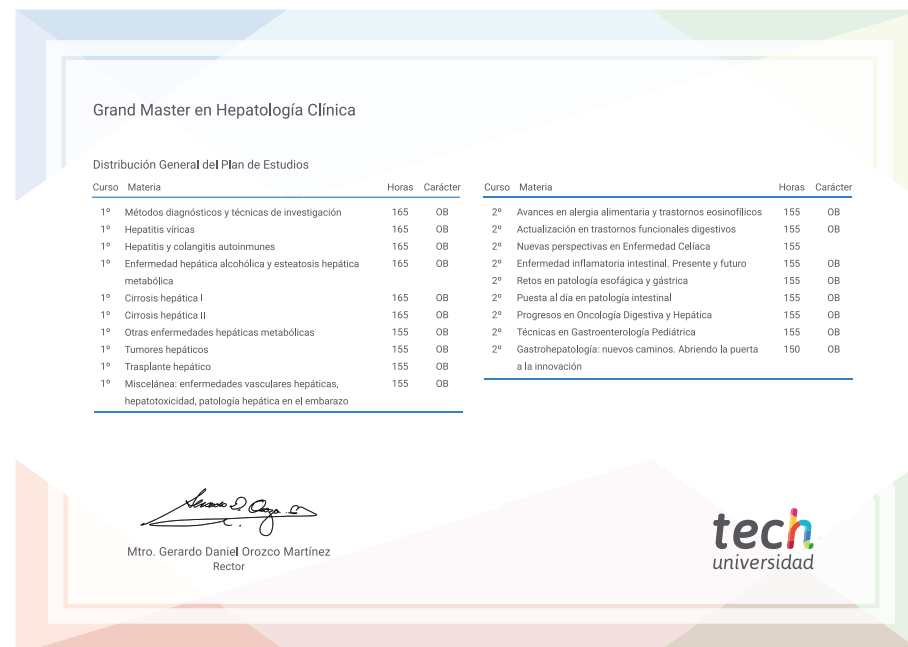 Grand Master en Hepatología Clínica
Distribución General del Plan de Estudios
Curso Materia Horas Carácter
1º Métodos diagnósticos y técnicas de investigación 165 OB
1º Hepatitis víricas 165 OB
1º Hepatitis y colangitis autoinmunes 165 OB
1º Enfermedad hepática alcohólica y esteatosis hepática 165 OB
metabólica
1º Cirrosis hepática I 165 OB
1º Cirrosis hepática II 165 OB
1º Otras enfermedades hepáticas metabólicas 155 OB
1º Tumores hepáticos 155 OB
1º Trasplante hepático 155 OB
1º Miscelánea: enfermedades vasculares hepáticas, 155 OB
hepatotoxicidad, patología hepática en el embarazo
Curso Materia Horas Carácter
2º Avances en alergia alimentaria y trastornos eosinofílicos 155 OB
2º Actualización en trastornos funcionales digestivos 155 OB
2º Nuevas perspectivas en Enfermedad Celíaca 155
2º Enfermedad inflamatoria intestinal. Presente y futuro 155 OB
2º Retos en patología esofágica y gástrica 155 OB
2º Puesta al día en patología intestinal 155 OB
2º Progresos en Oncología Digestiva y Hepática 155 OB
2º Técnicas en Gastroenterología Pediátrica 155 OB
2º Gastrohepatología: nuevos caminos. Abriendo la puerta 150 OB
a la innovación
Mtro. Gerardo Daniel Orozco Martínez
Rector
tech
universidad